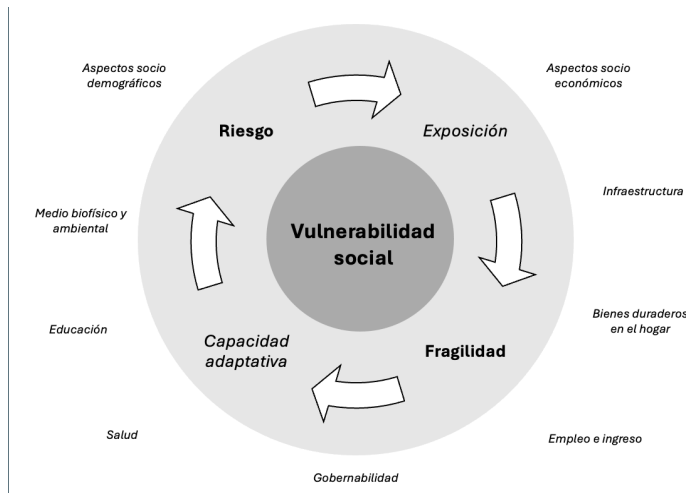 Aspectos socio
demográficos
Aspectos socio
económicos
Riesgo
Exposición
Infraestructura
Medio biofísico y
ambiental
Vulnerabilidad
social
Bienes duraderos
en el hogar
Educación
Capacidad
adaptativa
Fragilidad
Salud
Empleo e ingreso
Gobernabilidad